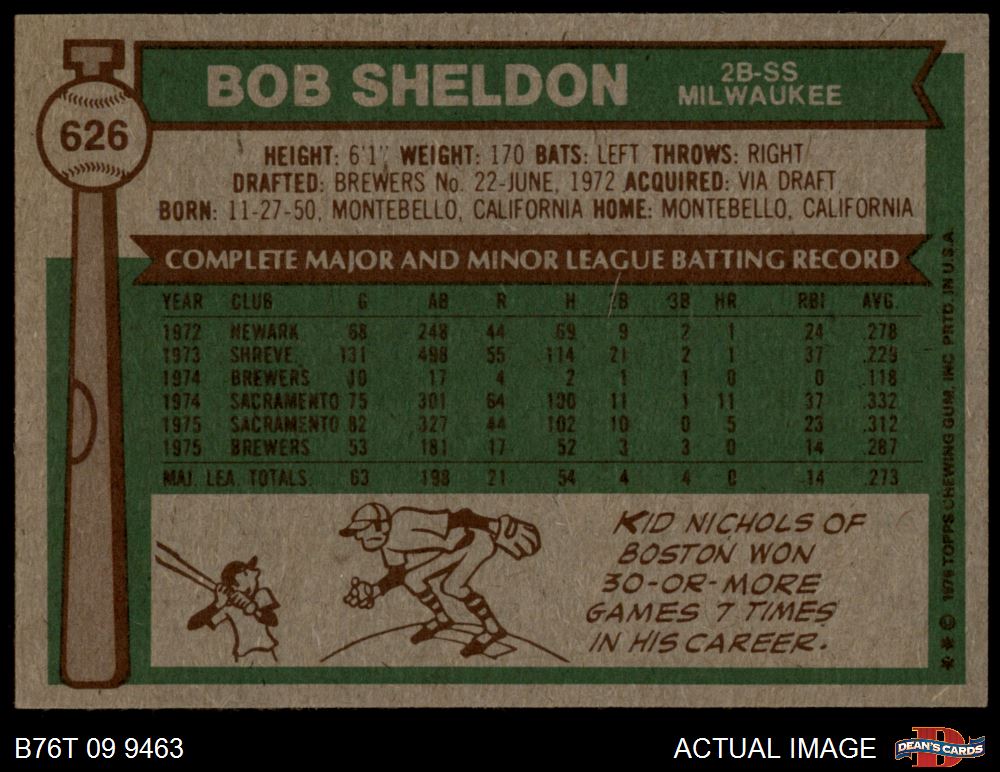 626
BOB SHELDON
2B-SS
MILWAUKEE
HEIGHT: 6'1" WEIGHT: 170 BATS: LEFT THROWS: RIGHT
DRAFTED: BREWERS No. 22-JUNE, 1972 ACQUIRED: VIA DRAFT
BORN: 11-27-50, MONTEBELLO, CALIFORNIA HOME: MONTEBELLO, CALIFORNIA
COMPLETE MAJOR AND MINOR LEAGUE BATTING RECORD
YEAR CLUB G AB R H 2B 3B HR RBI AVG.
1972 NEWARK 68 248 44 69 9 2 1 24 .278
1973 SHREVE. 131 498 55 114 21 2 1 37 .229
1974 BREWERS 10 17 4 2 1 1 0 0 .118
1974 SACRAMENTO 75 301 64 100 11 1 11 37 .332
1975 SACRAMENTO 82 327 44 102 10 0 5 23 .312
1975 BREWERS 53 181 17 52 3 3 0 14 .287
MAJ. LEA. TOTALS 63 198 21 54 4 4 0 14 .273
KID NICHOLS OF
BOSTON WON
30-OR-MORE
GAMES 7 TIMES
IN HIS CAREER.
* * © 1976 TOPPS CHEWING GUM, INC. PRTD. IN U.S.A.
B76T 09 9463
ACTUAL IMAGE
D
DEAN'S CARDS